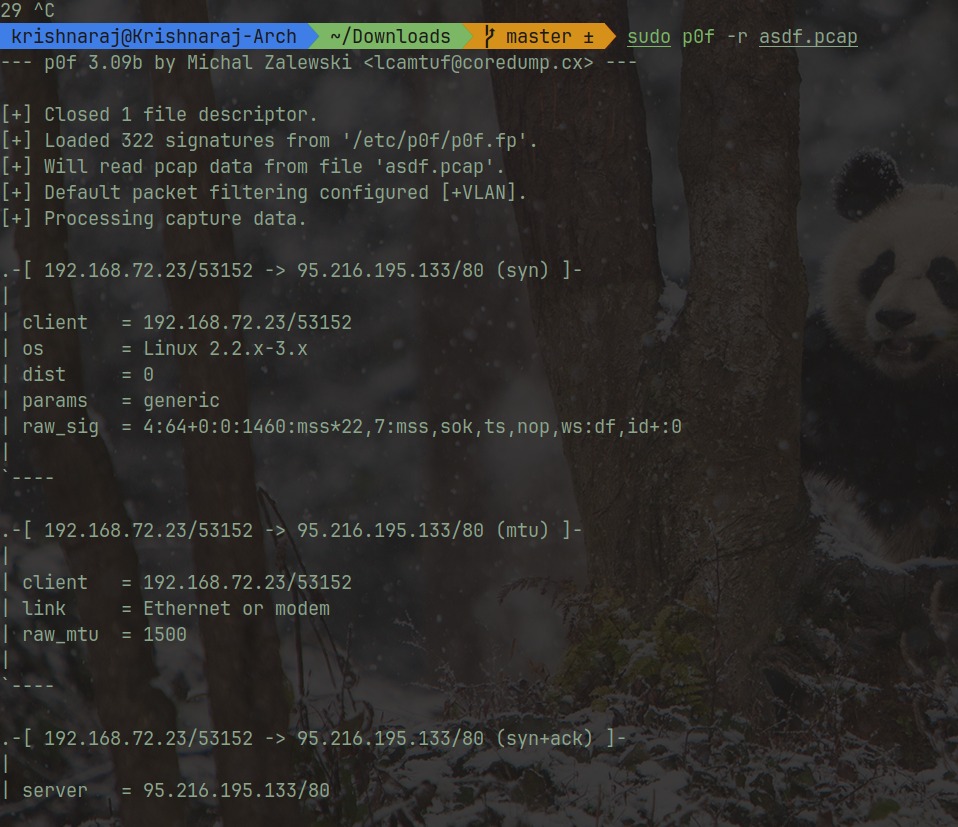 29 ^C
krishnaraj@Krishnaraj-Arch ~/Downloads master ± sudo p0f -r asdf.pcap
--- p0f 3.09b by Michal Zalewski <lcamtuf@coredump.cx> ---
[+] Closed 1 file descriptor.
[+] Loaded 322 signatures from '/etc/p0f/p0f.fp'.
[+] Will read pcap data from file 'asdf.pcap'.
[+] Default packet filtering configured [+VLAN].
[+] Processing capture data.
.-[ 192.168.72.23/53152 -> 95.216.195.133/80 (syn) ]-
|
| client   = 192.168.72.23/53152
| os       = Linux 2.2.x-3.x
| dist     = 0
| params   = generic
| raw_sig  = 4:64+0:0:1460:mss*22,7:mss,sok,ts,nop,ws:df,id+:0
|
`----
.-[ 192.168.72.23/53152 -> 95.216.195.133/80 (mtu) ]-
|
| client   = 192.168.72.23/53152
| link     = Ethernet or modem
| raw_mtu  = 1500
|
`----
.-[ 192.168.72.23/53152 -> 95.216.195.133/80 (syn+ack) ]-
|
| server   = 95.216.195.133/80